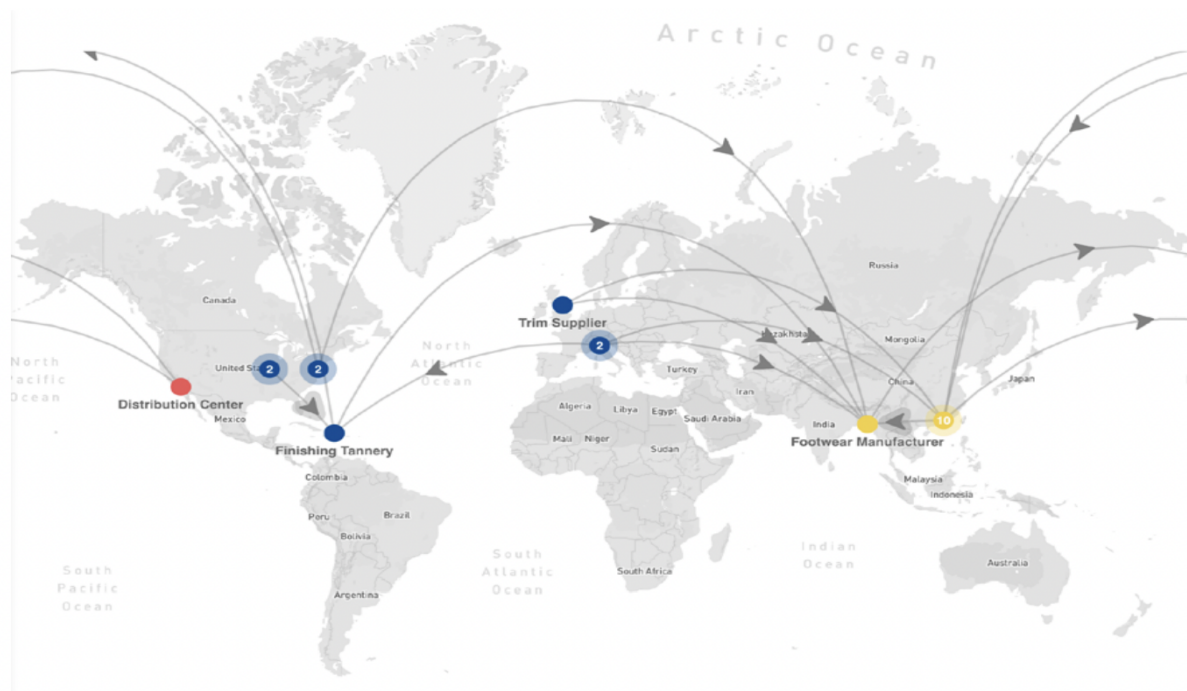 Arctic Ocean
Russia
Canada
Trim Supplier
Kazakhsta
Mongolia
North
Atlantic
Ocean
North
Pacific
Ocean
United St
2
2
2
Turkey
China
Japan
Iran
Distribution Center
Mexico
Algeria
Libya
Egypt
Saudi Arabia
India
10
Footwear Manufacturer
Finishing Tannery
Mali
Niger
Sudan
Colombia
Malaysia
Indonesia
Peru
Brazil
Bolivia
South
Atlantic
Ocean
Indian
Ocean
South
Pacific
Ocean
South Africa
Australia
Argentina